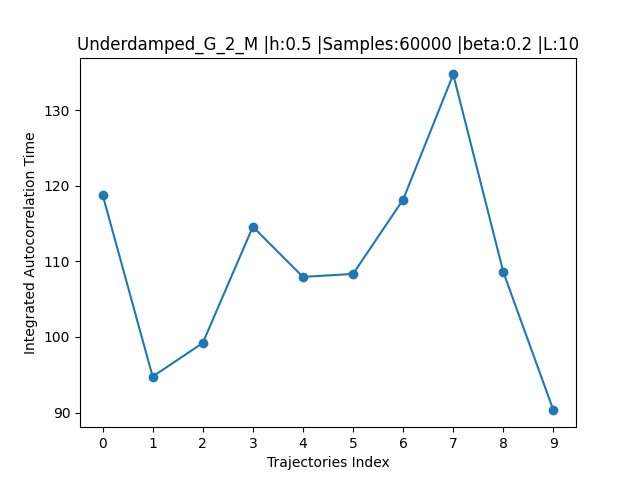 Underdamped_G_2_M |h:0.5 |Samples:60000 |beta:0.2 |L:10
Integrated Autocorrelation Time
130
120
110
100
90
0 1 2 3 4 5 6 7 8 9
Trajectories Index